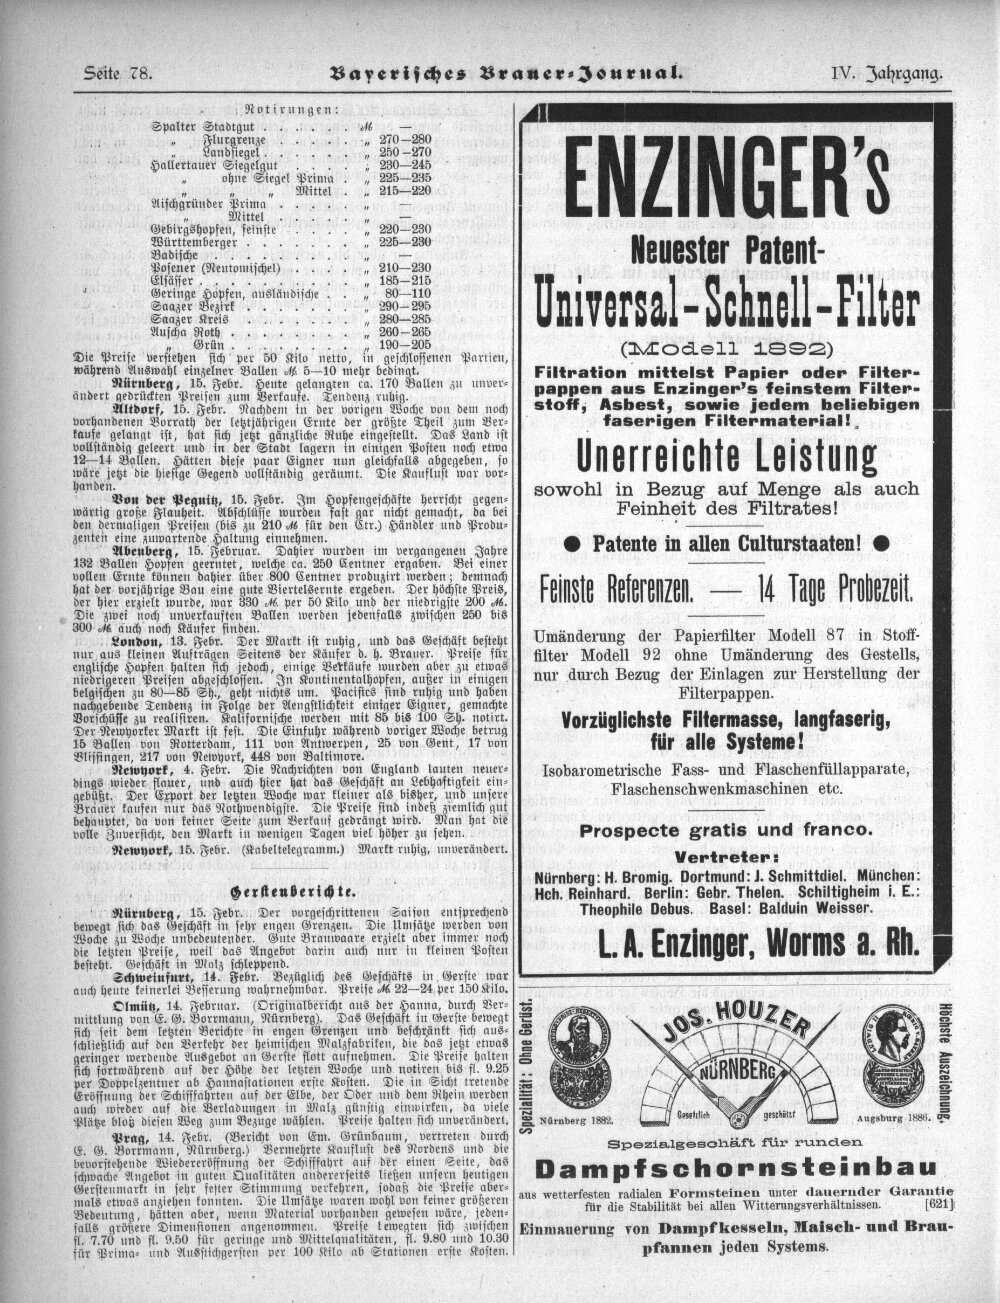 Seite 78.
Bayerisches Brauer-Journal.
IV. Jahrgang.
Notirungen:
Spalter Stadtgut . . . . . . ℳ —
„ Flurgrenze . . . . . „ 270—280
„ Landsiegel . . . . . „ 250—270
Hallertauer Siegelgut . . . . „ 230—245
„ ohne Siegel Prima . „ 225—235
„ „ „ Mittel . „ 215—220
Aischgründer Prima . . . . . „ —
„ Mittel . . . . . „ —
Gebirgshopfen, feinste . . . . „ 220—230
Württemberger . . . . . . . „ 225—230
Badische . . . . . . . . „ —
Posener (Neutomischel) . . . . „ 210—230
Elsässer . . . . . . . . „ 185—215
Geringe Hopfen, ausländische . . „ 80—110
Saazer Bezirk . . . . . . . „ 290—295
Saazer Kreis . . . . . . . „ 280—285
Auscha Roth . . . . . . . „ 260—265
„ Grün . . . . . . . „ 190—205
Die Preise verstehen sich per 50 Kilo netto, in geschlossenen Partien,
während Auswahl einzelner Ballen ℳ 5—10 mehr bedingt.
Nürnberg, 15. Febr. Heute gelangten ca. 170 Ballen zu unver-
ändert gedrückten Preisen zum Verkaufe. Tendenz ruhig.
Altdorf, 15. Febr. Nachdem in der vorigen Woche von dem noch
vorhandenen Vorrath der letztjährigen Ernte der größte Theil zum Ver-
kaufe gelangt ist, hat sich jetzt gänzliche Ruhe eingestellt. Das Land ist
vollständig geleert und in der Stadt lagern in einigen Posten noch etwa
12—14 Ballen. Hätten diese paar Eigner nun gleichfalls abgegeben, so
wäre jetzt die hiesige Gegend vollständig geräumt. Die Kauflust war vor-
handen.
Von der Pegnitz, 15. Febr. Im Hopfengeschäfte herrscht gegen-
wärtig große Flauheit. Abschlüsse wurden fast gar nicht gemacht, da bei
den dermaligen Preisen (bis zu 210 ℳ für den Ctr.) Händler und Produ-
zenten eine zuwartende Haltung einnehmen.
Abenberg, 15. Februar. Dahier wurden im vergangenen Jahre
132 Ballen Hopfen geerntet, welche ca. 250 Centner ergaben. Bei einer
vollen Ernte können dahier über 800 Centner produzirt werden; demnach
hat der vorjährige Bau eine gute Viertelsernte ergeben. Der höchste Preis,
der hier erzielt wurde, war 330 ℳ per 50 Kilo und der niedrigste 200 ℳ.
Die zwei noch unverkauften Ballen werden jedenfalls zwischen 250 bis
300 ℳ auch noch Käufer finden.
London, 13. Febr. Der Markt ist ruhig, und das Geschäft besteht
nur aus kleinen Aufträgen Seitens der Käufer d. h. Brauer. Preise für
englische Hopfen halten sich jedoch, einige Verkäufe wurden aber zu etwas
niedrigeren Preisen abgeschlossen. In Kontinentalhopfen, außer in einigen
belgischen zu 80—85 Sh., geht nichts um. Pacifics sind ruhig und haben
nachgebende Tendenz in Folge der Aengstlichkeit einiger Eigner, gemachte
Vorschüsse zu realisiren. Kalifornische werden mit 85 bis 100 Sh. notirt.
Der Newyorker Markt ist fest. Die Einfuhr während voriger Woche betrug
15 Ballen von Rotterdam, 111 von Antwerpen, 25 von Gent, 17 von
Vlissingen, 217 von Newyork, 448 von Baltimore.
Newyork, 4. Febr. Die Nachrichten von England lauten neuer-
dings wieder flauer, und auch hier hat das Geschäft an Lebhaftigkeit ein-
gebüßt. Der Export der letzten Woche war kleiner als bisher, und unsere
Brauer kaufen nur das Nothwendigste. Die Preise sind indeß ziemlich gut
behauptet, da von keiner Seite zum Verkauf gedrängt wird. Man hat die
volle Zuversicht, den Markt in wenigen Tagen viel höher zu sehen.
Newyork, 15. Febr. (Kabeltelegramm.) Markt ruhig, unverändert.
Gerstenberichte.
Nürnberg, 15. Febr. Der vorgeschrittenen Saison entsprechend
bewegt sich das Geschäft in sehr engen Grenzen. Die Umsätze werden von
Woche zu Woche unbedeutender. Gute Brauwaare erzielt aber immer noch
die letzten Preise, weil das Angebot darin auch nur in kleinen Posten
besteht. Geschäft in Malz schleppend.
Schweinfurt, 14. Febr. Bezüglich des Geschäfts in Gerste war
auch heute keinerlei Besserung wahrnehmbar. Preise ℳ 22—24 per 150 Kilo.
Olmütz, 14. Februar. (Originalbericht aus der Hanna, durch Ver-
mittlung von E. G. Borrmann, Nürnberg). Das Geschäft in Gerste bewegt
sich seit dem letzten Berichte in engen Grenzen und beschränkt sich aus-
schließlich auf den Verkehr der heimischen Malzfabriken, die das jetzt etwas
geringer werdende Ausgebot an Gerste flott aufnehmen. Die Preise halten
sich fortwährend auf der Höhe der letzten Woche und notiren bis fl. 9.25
per Doppelzentner ab Hannastationen erste Kosten. Die in Sicht tretende
Eröffnung der Schifffahrten auf der Elbe, der Oder und dem Rhein werden
auch wieder auf die Verladungen in Malz günstig einwirken, da viele
Plätze bloß diesen Weg zum Bezuge wählen. Preise halten sich unverändert.
Prag, 14. Febr. (Bericht von Em. Grünbaum, vertreten durch
E. G. Borrmann, Nürnberg.) Vermehrte Kauflust des Nordens und die
bevorstehende Wiedereröffnung der Schifffahrt auf der einen Seite, das
schwache Angebot in guten Qualitäten andererseits ließen unsern heutigen
Gerstenmarkt in sehr fester Stimmung verkehren, sodaß die Preise aber-
mals etwas anziehen konnten. Die Umsätze waren wohl von keiner größeren
Bedeutung, hätten aber, wenn Material vorhanden gewesen wäre, jeden-
falls größere Dimensionen angenommen. Preise bewegten sich zwischen
fl. 7.70 und fl. 9.50 für geringe und Mittelqualitäten, fl. 9.80 und 10.30
für Prima- und Ausstichgersten per 100 Kilo ab Stationen erste Kosten.
ENZINGER's
Neuester Patent-
Universal-Schnell-Filter
(Modell 1892)
Filtration mittelst Papier oder Filter-
pappen aus Enzinger's feinstem Filter-
stoff, Asbest, sowie jedem beliebigen
faserigen Filtermaterial!
Unerreichte Leistung
sowohl in Bezug auf Menge als auch
Feinheit des Filtrates!
● Patente in allen Culturstaaten! ●
Feinste Referenzen. — 14 Tage Probezeit.
Umänderung der Papierfilter Modell 87 in Stoff-
filter Modell 92 ohne Umänderung des Gestells,
nur durch Bezug der Einlagen zur Herstellung der
Filterpappen.
Vorzüglichste Filtermasse, langfaserig,
für alle Systeme!
Isobarometrische Fass- und Flaschenfüllapparate,
Flaschenschwenkmaschinen etc.
Prospecte gratis und franco.
Vertreter:
Nürnberg: H. Bromig. Dortmund: J. Schmittdiel. München:
Hch. Reinhard. Berlin: Gebr. Thelen. Schiltigheim i. E.:
Theophile Debus. Basel: Balduin Weisser.
L. A. Enzinger, Worms a. Rh.
Spezialität: Ohne Gerüst.
JOS. HOUZER
NÜRNBERG
Gesetzlich geschützt
Nürnberg 1882.
Augsburg 1886.
Höchste Auszeichnung.
Spezialgeschäft für runden
Dampfschornsteinbau
aus wetterfesten radialen Formsteinen unter dauernder Garantie
für die Stabilität bei allen Witterungsverhältnissen. [621]
Einmauerung von Dampfkesseln, Maisch- und Brau-
pfannen jeden Systems.